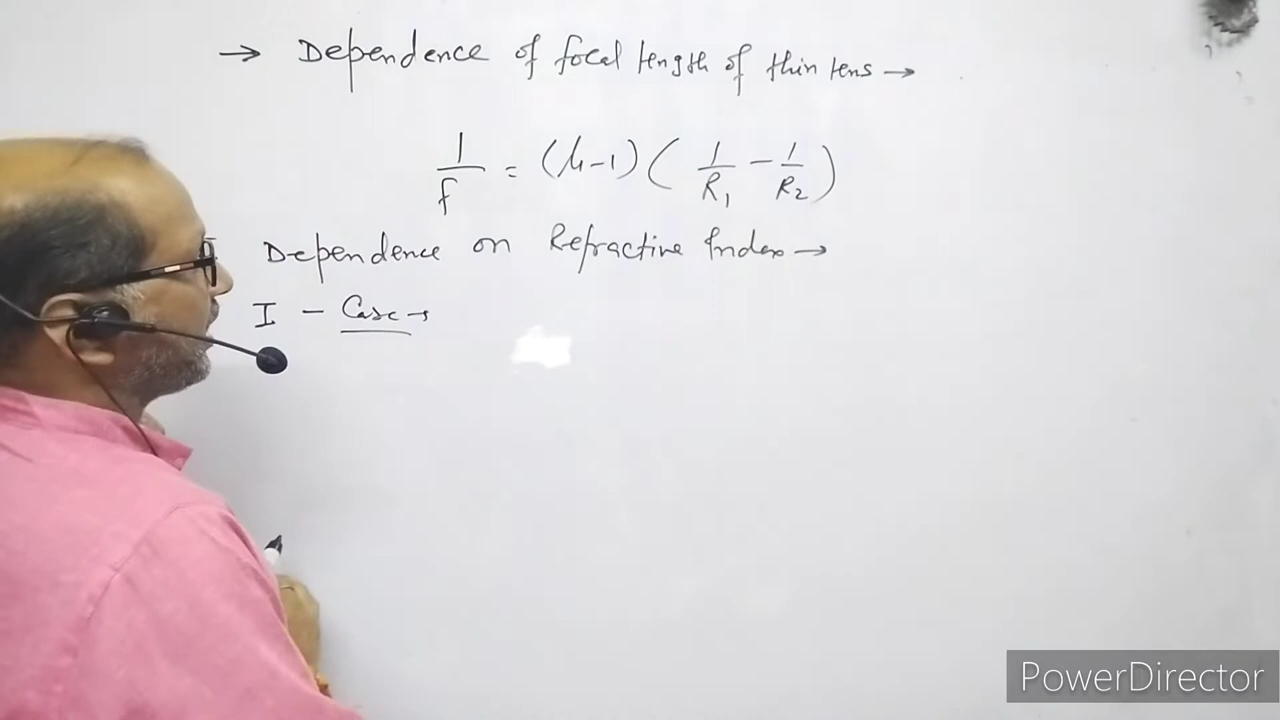 → Dependence of focal length of thin lens →
1/f = (μ-1) ( 1/R₁ - 1/R₂ )
Dependence on Refractive Index →
I - Case →
PowerDirector